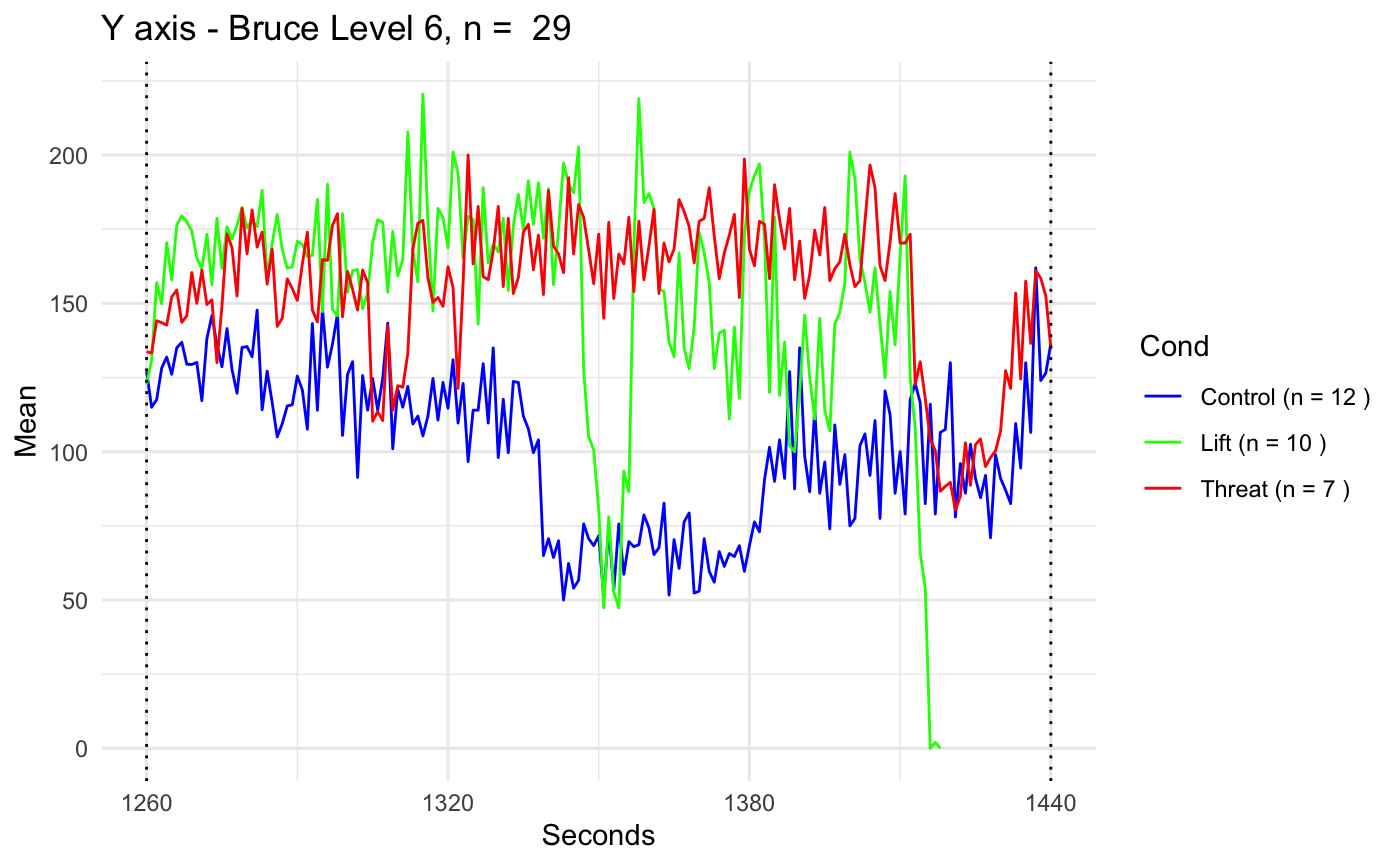 Y axis - Bruce Level 6, n =  29
Mean
200
150
100
50
0
1260 1320 1380 1440
Seconds
Cond
Control (n = 12 )
Lift (n = 10 )
Threat (n = 7 )